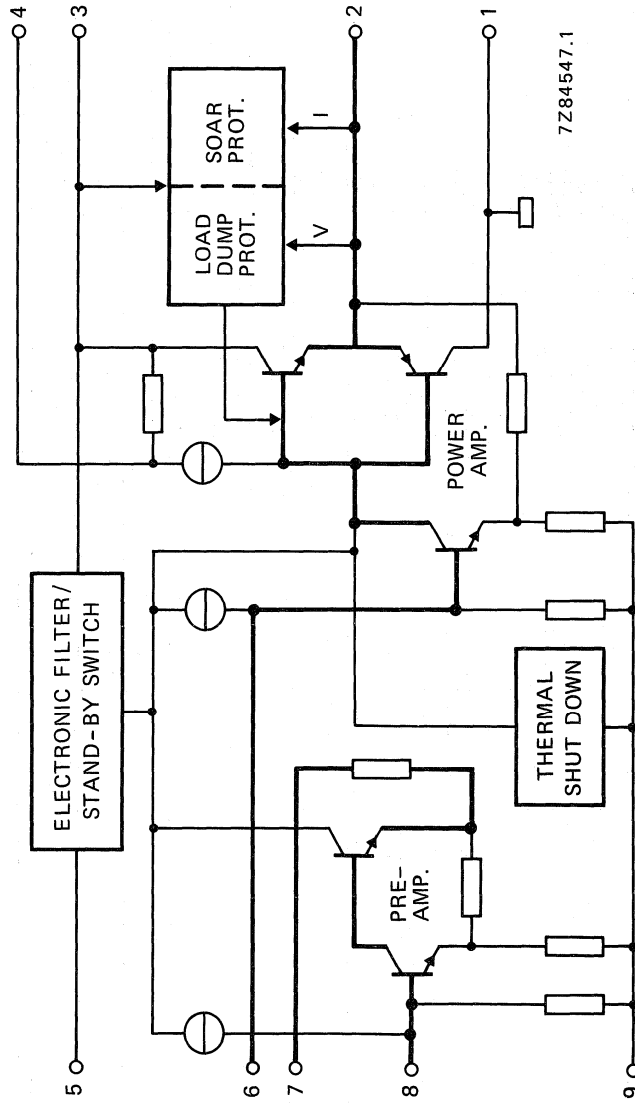 4
3
2
1
7Z84547.1
SOAR
PROT.
LOAD
DUMP
PROT.
I
V
POWER
AMP.
ELECTRONIC FILTER/
STAND-BY SWITCH
THERMAL
SHUT DOWN
PRE-
AMP.
5
6
7
8
9